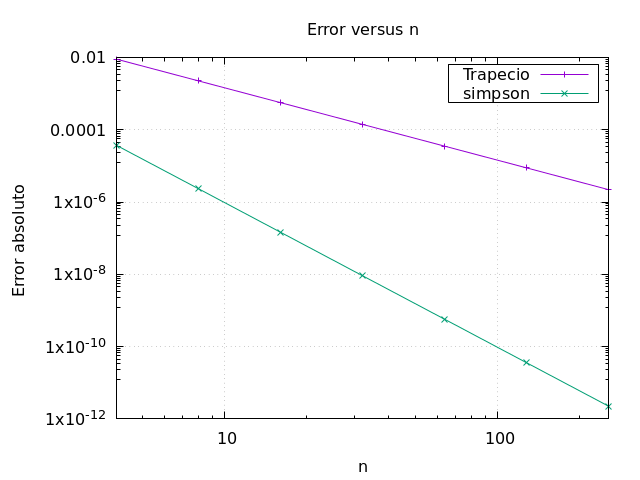 Error versus n
Trapecio
simpson
0.01
0.0001
1x10⁻⁶
1x10⁻⁸
1x10⁻¹⁰
1x10⁻¹²
Error absoluto
10
100
n